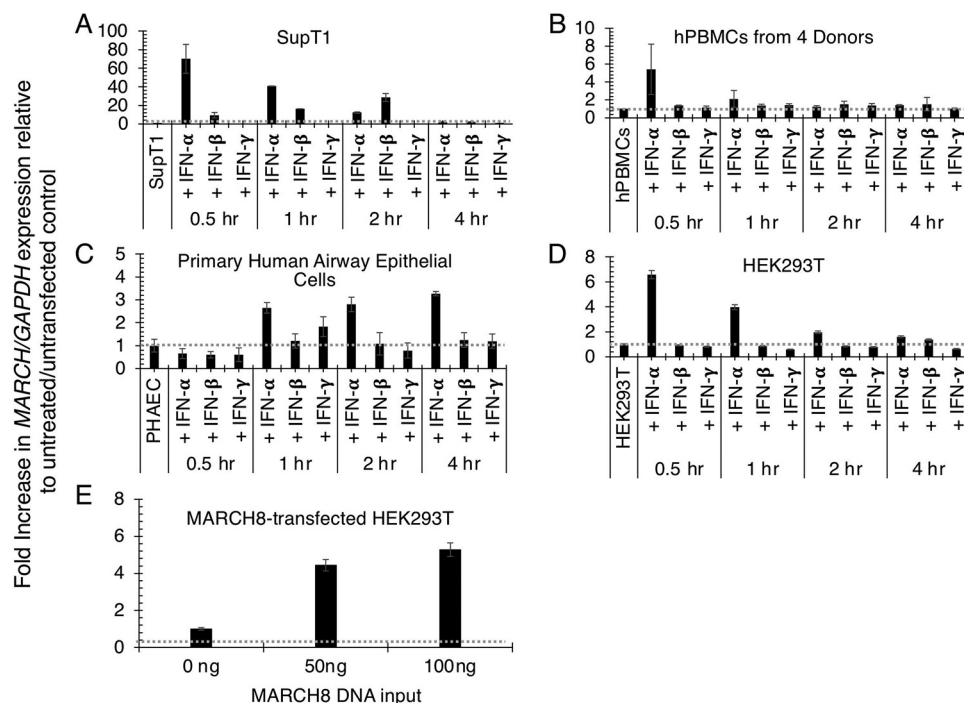 Fold Increase in MARCH/GAPDH expression relative
to untreated/untransfected control
A
SupT1
100
80
60
40
20
0
SupT1
+ IFN-α
+ IFN-β
+ IFN-γ
+ IFN-α
+ IFN-β
+ IFN-γ
+ IFN-α
+ IFN-β
+ IFN-γ
+ IFN-α
+ IFN-β
+ IFN-γ
0.5 hr 1 hr 2 hr 4 hr
B
hPBMCs from 4 Donors
10
8
6
4
2
0
hPBMCs
+ IFN-α
+ IFN-β
+ IFN-γ
+ IFN-α
+ IFN-β
+ IFN-γ
+ IFN-α
+ IFN-β
+ IFN-γ
+ IFN-α
+ IFN-β
+ IFN-γ
0.5 hr 1 hr 2 hr 4 hr
C
Primary Human Airway Epithelial
Cells
5
4
3
2
1
0
PHAEC
+ IFN-α
+ IFN-β
+ IFN-γ
+ IFN-α
+ IFN-β
+ IFN-γ
+ IFN-α
+ IFN-β
+ IFN-γ
+ IFN-α
+ IFN-β
+ IFN-γ
0.5 hr 1 hr 2 hr 4 hr
D
HEK293T
8
6
4
2
0
HEK293T
+ IFN-α
+ IFN-β
+ IFN-γ
+ IFN-α
+ IFN-β
+ IFN-γ
+ IFN-α
+ IFN-β
+ IFN-γ
+ IFN-α
+ IFN-β
+ IFN-γ
0.5 hr 1 hr 2 hr 4 hr
E
MARCH8-transfected HEK293T
8
6
4
2
0
0 ng 50ng 100ng
MARCH8 DNA input